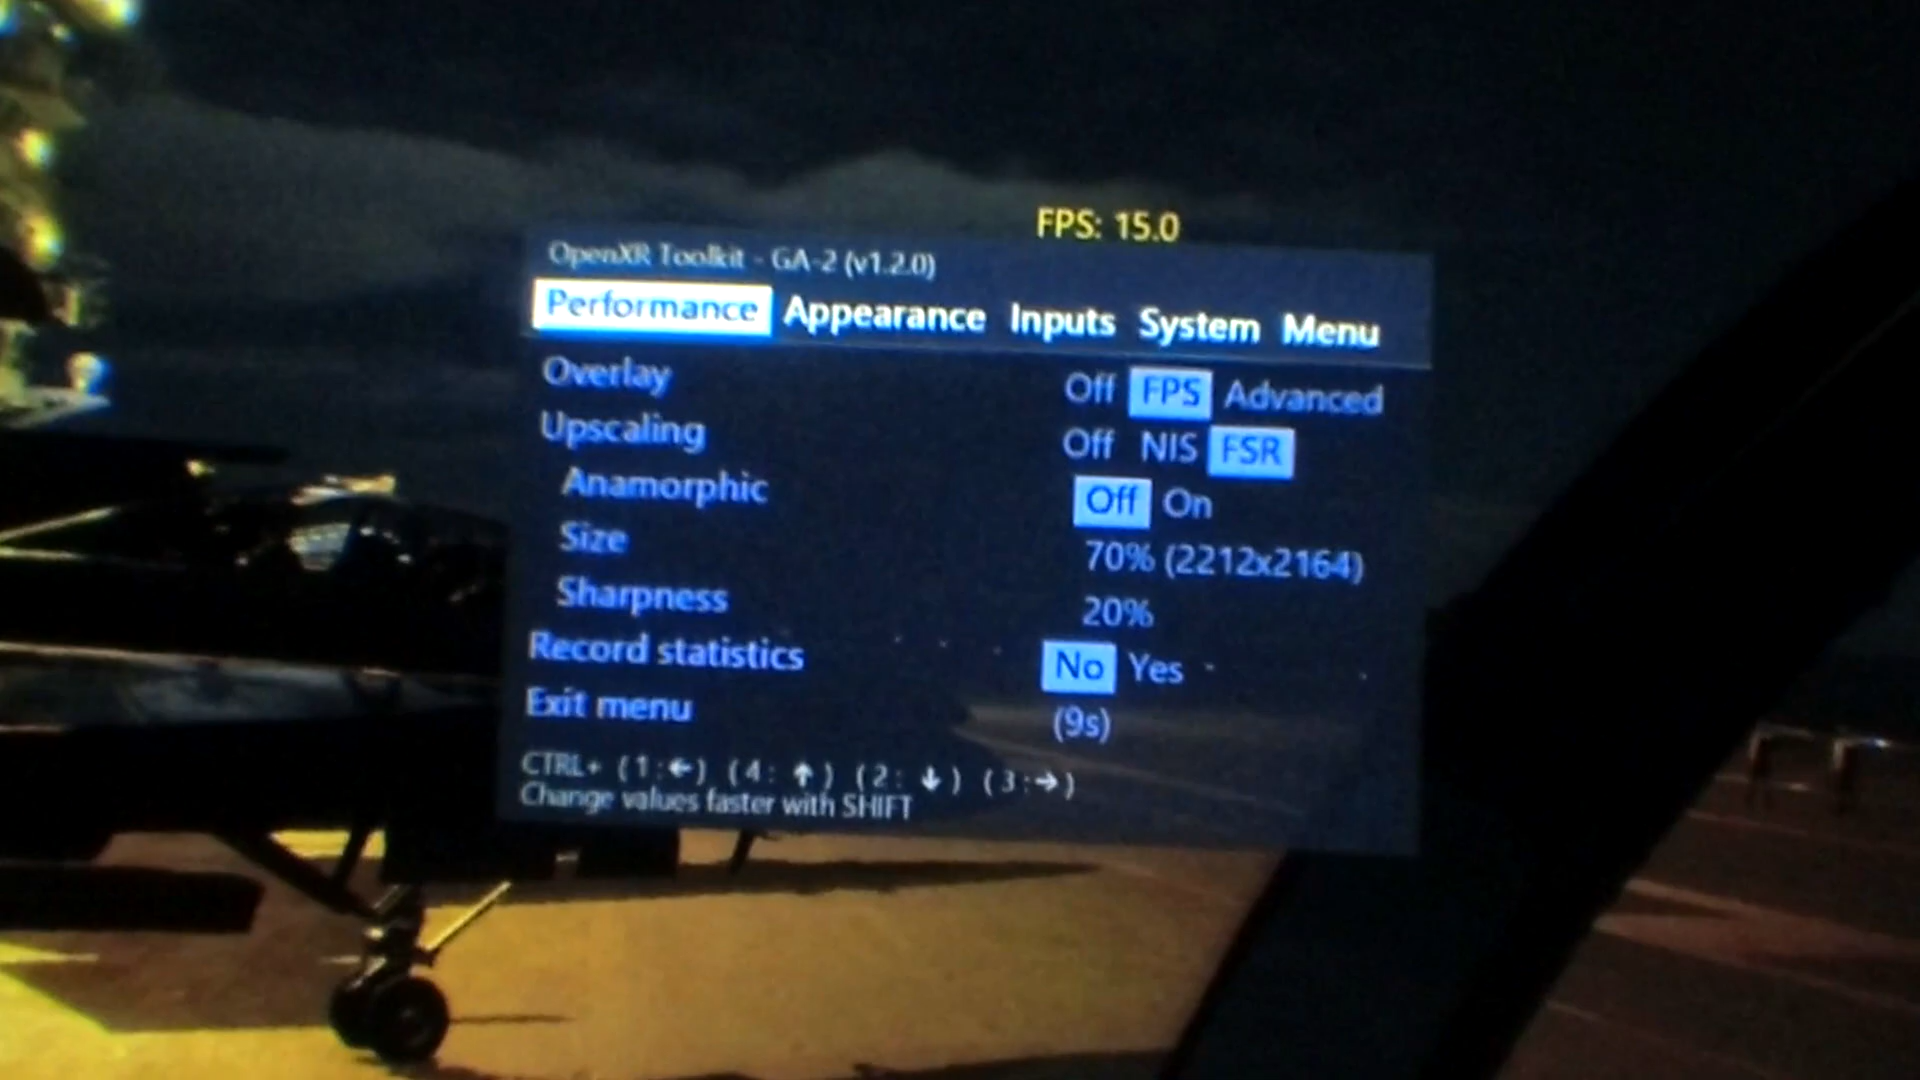 FPS: 15.0
OpenXR Toolkit - GA-2 (v1.2.0)
Performance Appearance Inputs System Menu
Overlay Off FPS Advanced
Upscaling Off NIS FSR
Anamorphic Off On
Size 70% (2212x2164)
Sharpness 20%
Record statistics No Yes
Exit menu (9s)
CTRL+ (1:←) (4: ↑) (2: ↓) (3:→)
Change values faster with SHIFT